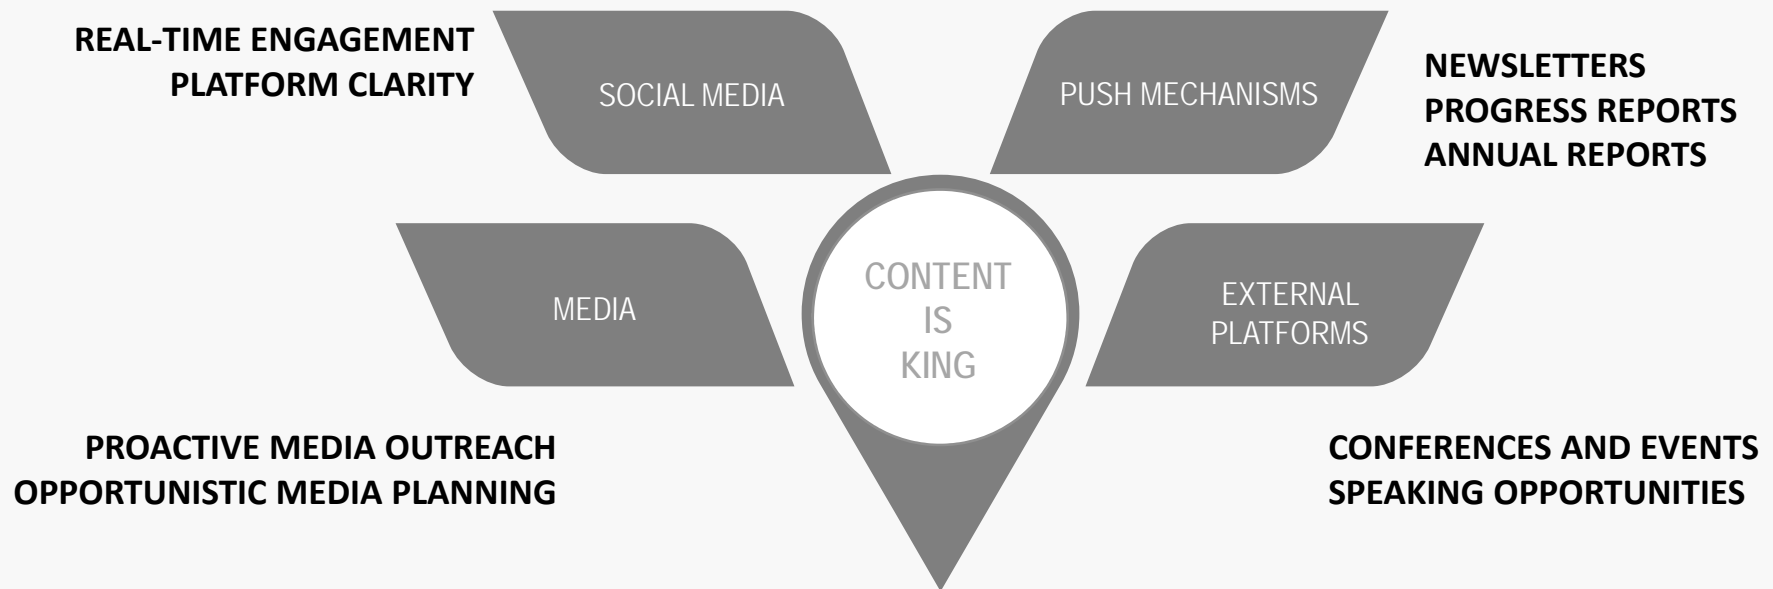 REAL-TIME ENGAGEMENT
PLATFORM CLARITY
SOCIAL MEDIA
PUSH MECHANISMS
NEWSLETTERS
PROGRESS REPORTS
ANNUAL REPORTS
MEDIA
CONTENT
IS
KING
EXTERNAL
PLATFORMS
PROACTIVE MEDIA OUTREACH
OPPORTUNISTIC MEDIA PLANNING
CONFERENCES AND EVENTS
SPEAKING OPPORTUNITIES